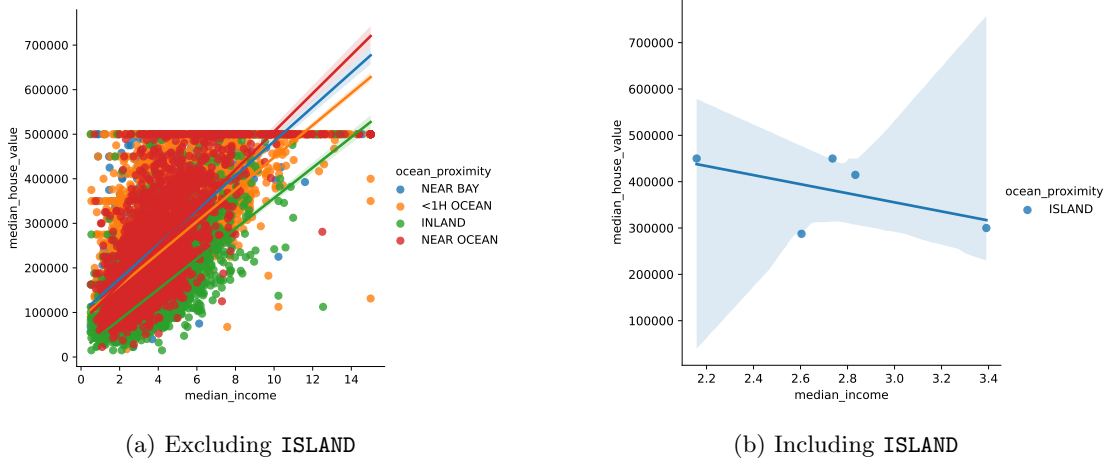 700000
600000
500000
400000
300000
200000
100000
0
median_house_value
0 2 4 6 8 10 12 14
median_income
ocean_proximity
NEAR BAY
<1H OCEAN
INLAND
NEAR OCEAN
(a) Excluding ISLAND
700000
600000
500000
400000
300000
200000
100000
median_house_value
2.2 2.4 2.6 2.8 3.0 3.2 3.4
median_income
ocean_proximity
ISLAND
(b) Including ISLAND